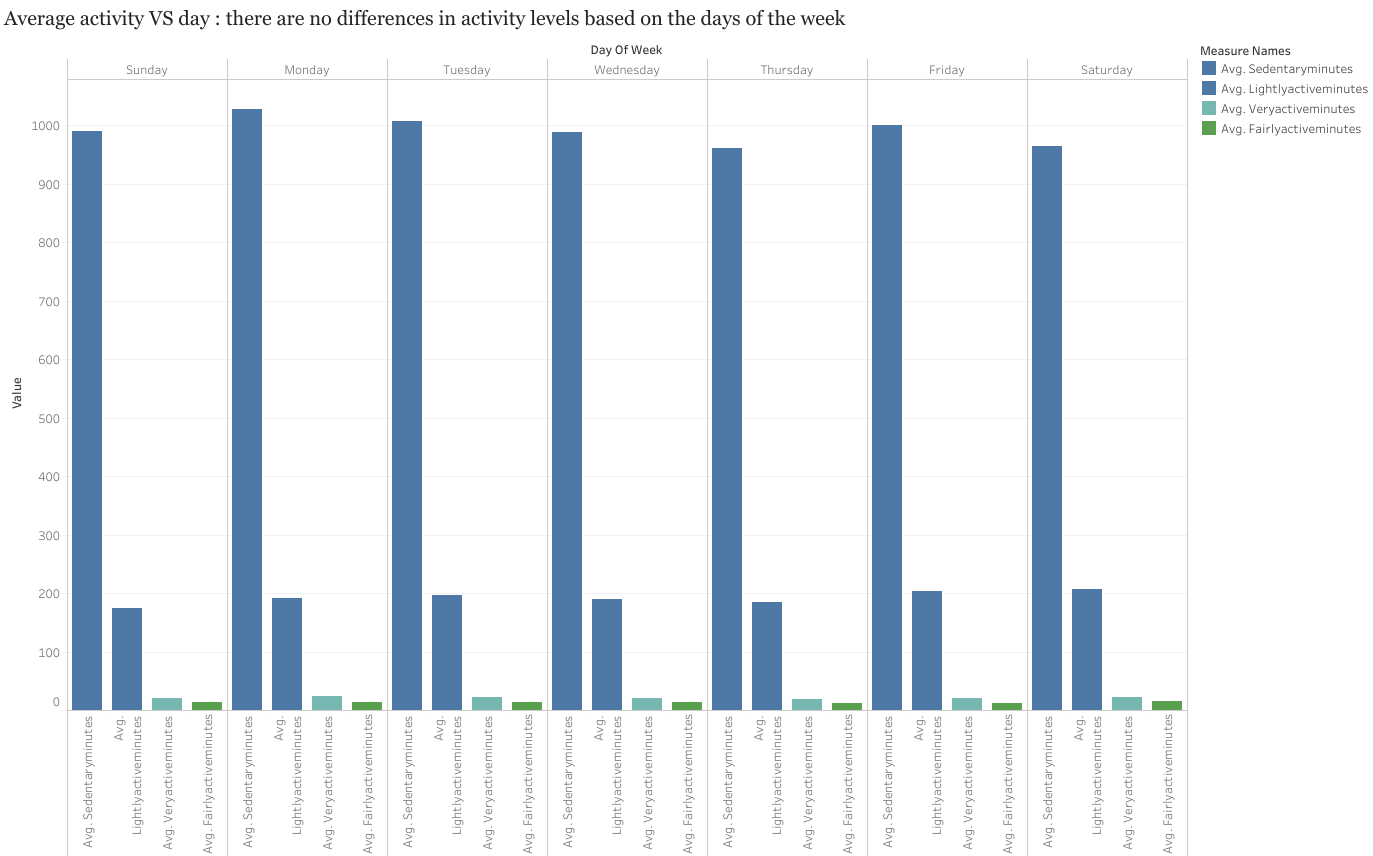 Average activity VS day : there are no differences in activity levels based on the days of the week
Day Of Week
Sunday Monday Tuesday Wednesday Thursday Friday Saturday
Value
1000
900
800
700
600
500
400
300
200
100
0
Avg. Sedentaryminutes
Avg.
Lightlyactiveminutes
Avg. Veryactiveminutes
Avg. Fairlyactiveminutes
Avg. Sedentaryminutes
Avg.
Lightlyactiveminutes
Avg. Veryactiveminutes
Avg. Fairlyactiveminutes
Avg. Sedentaryminutes
Avg.
Lightlyactiveminutes
Avg. Veryactiveminutes
Avg. Fairlyactiveminutes
Avg. Sedentaryminutes
Avg.
Lightlyactiveminutes
Avg. Veryactiveminutes
Avg. Fairlyactiveminutes
Avg. Sedentaryminutes
Avg.
Lightlyactiveminutes
Avg. Veryactiveminutes
Avg. Fairlyactiveminutes
Avg. Sedentaryminutes
Avg.
Lightlyactiveminutes
Avg. Veryactiveminutes
Avg. Fairlyactiveminutes
Avg. Sedentaryminutes
Avg.
Lightlyactiveminutes
Avg. Veryactiveminutes
Avg. Fairlyactiveminutes
Measure Names
Avg. Sedentaryminutes
Avg. Lightlyactiveminutes
Avg. Veryactiveminutes
Avg. Fairlyactiveminutes